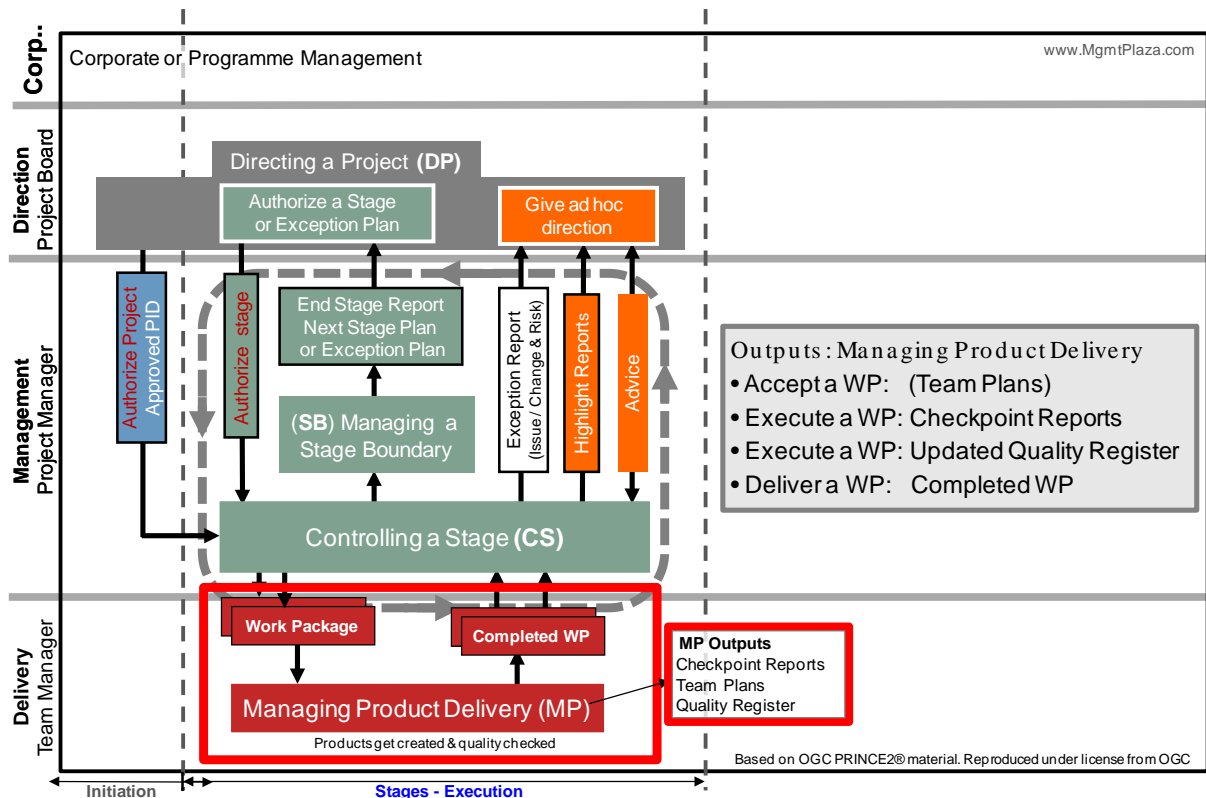 Corp..
Corporate or Programme Management
www.MgmtPlaza.com
Direction
Project Board
Directing a Project (DP)
Authorize a Stage
or Exception Plan
Give ad hoc
direction
Management
Project Manager
Authorize Project
Approved PID
Authorize stage
End Stage Report
Next Stage Plan
or Exception Plan
(SB) Managing a
Stage Boundary
Exception Report
(Issue / Change & Risk)
Highlight Reports
Advice
Controlling a Stage (CS)
Outputs: Managing Product Delivery
• Accept a WP: (Team Plans)
• Execute a WP: Checkpoint Reports
• Execute a WP: Updated Quality Register
• Deliver a WP: Completed WP
Delivery
Team Manager
Work Package
Completed WP
Managing Product Delivery (MP)
Products get created & quality checked
MP Outputs
Checkpoint Reports
Team Plans
Quality Register
Based on OGC PRINCE2® material. Reproduced under license from OGC
Initiation
Stages - Execution